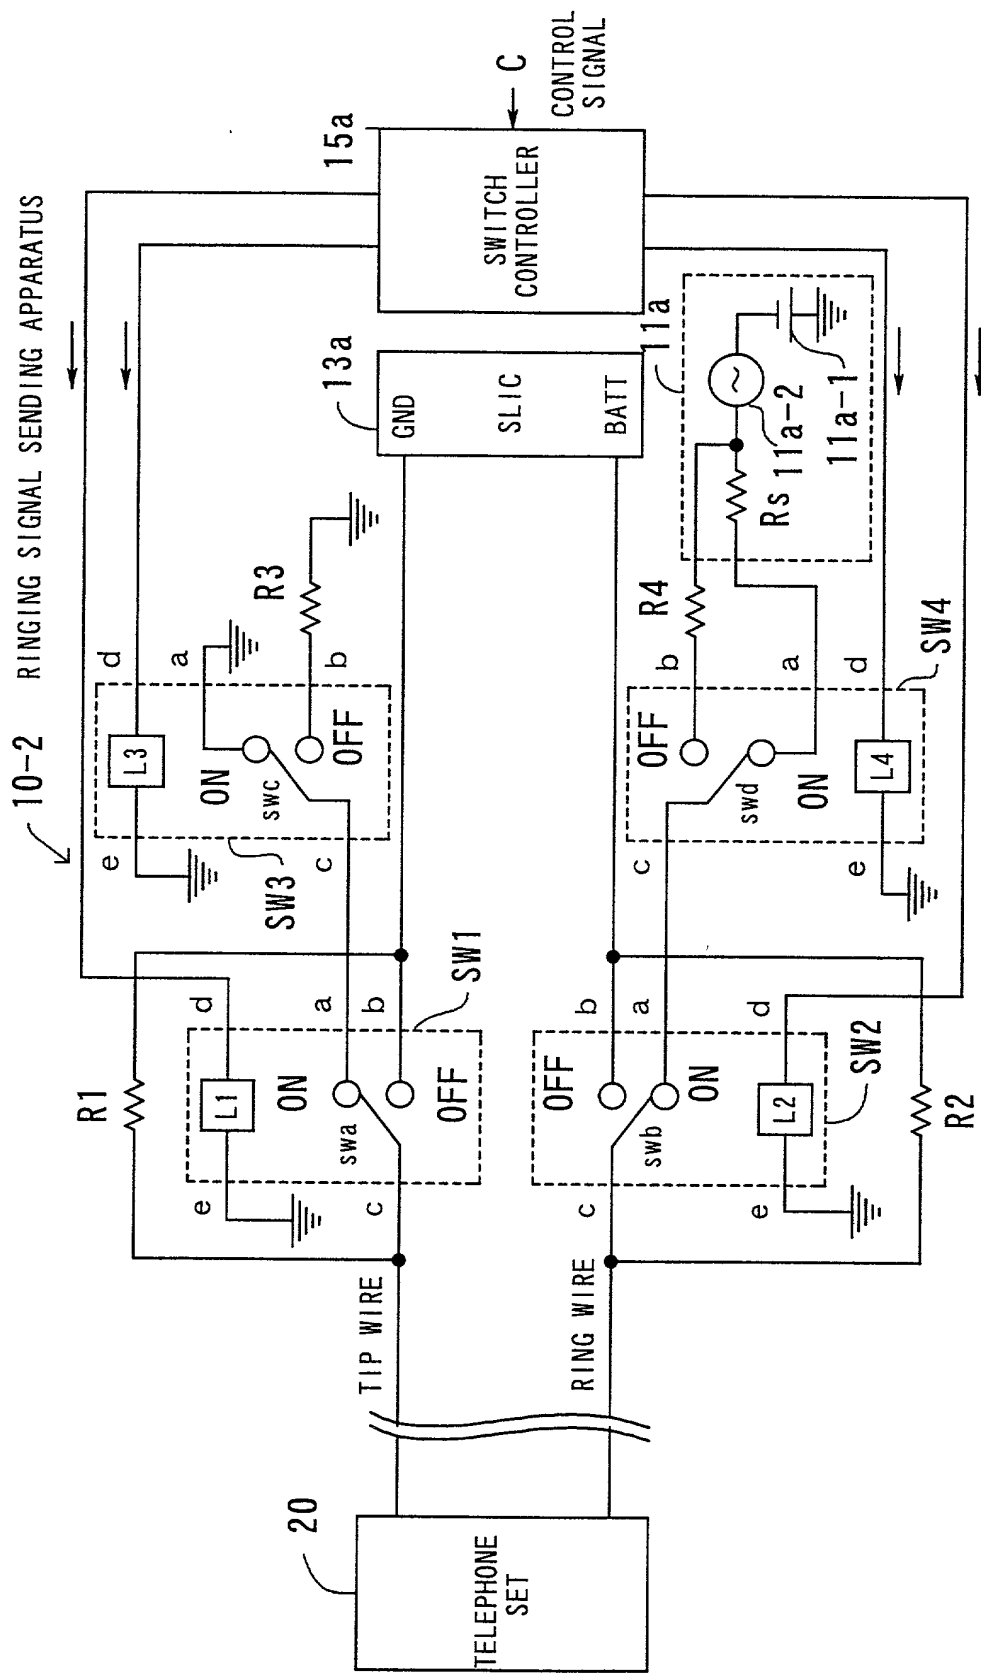 10-2 RINGING SIGNAL SENDING APPARATUS
R1
d
e
L1
ON
swa
OFF
a
b
c
SW1
TIP WIRE
20
TELEPHONE
SET
RING WIRE
OFF
swb
ON
b
a
c
d
e
L2
SW2
R2
d
e
L3
ON
swc
OFF
a
b
c
SW3
R3
13a
GND
SLIC
BATT
15a
SWITCH
CONTROLLER
C
CONTROL
SIGNAL
OFF
swd
ON
b
a
c
d
e
L4
SW4
R4
11a
Rs
11a-2
11a-1